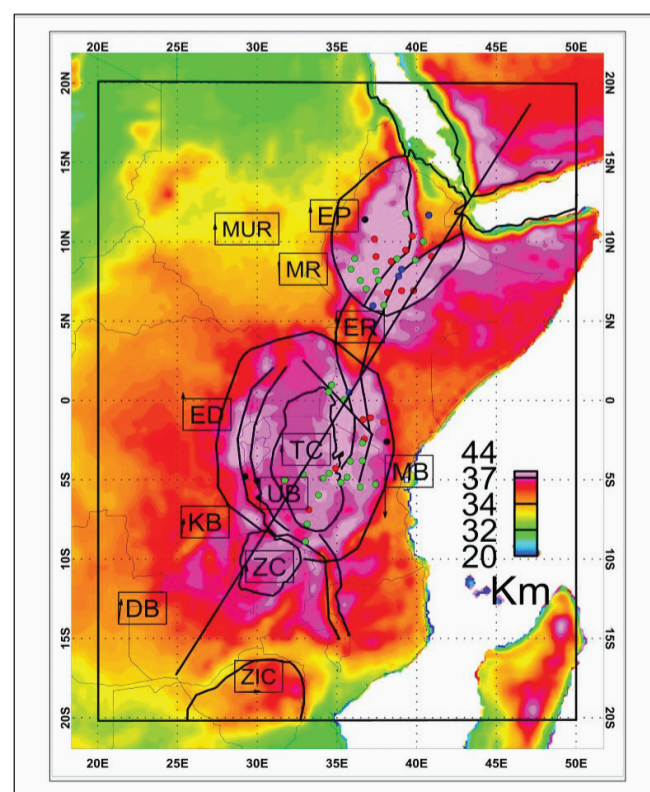 20E 25E 30E 35E 40E 45E 50E
20N 20N
15N 15N
EP
MUR
10N 10N
MR
5N 5N
ER
0 0
ED
TC
44
37
34
32
20
Km
MB
5S 5S
UB
KB
10S 10S
ZC
DB
15S 15S
ZIC
20S 20S
20E 25E 30E 35E 40E 45E 50E